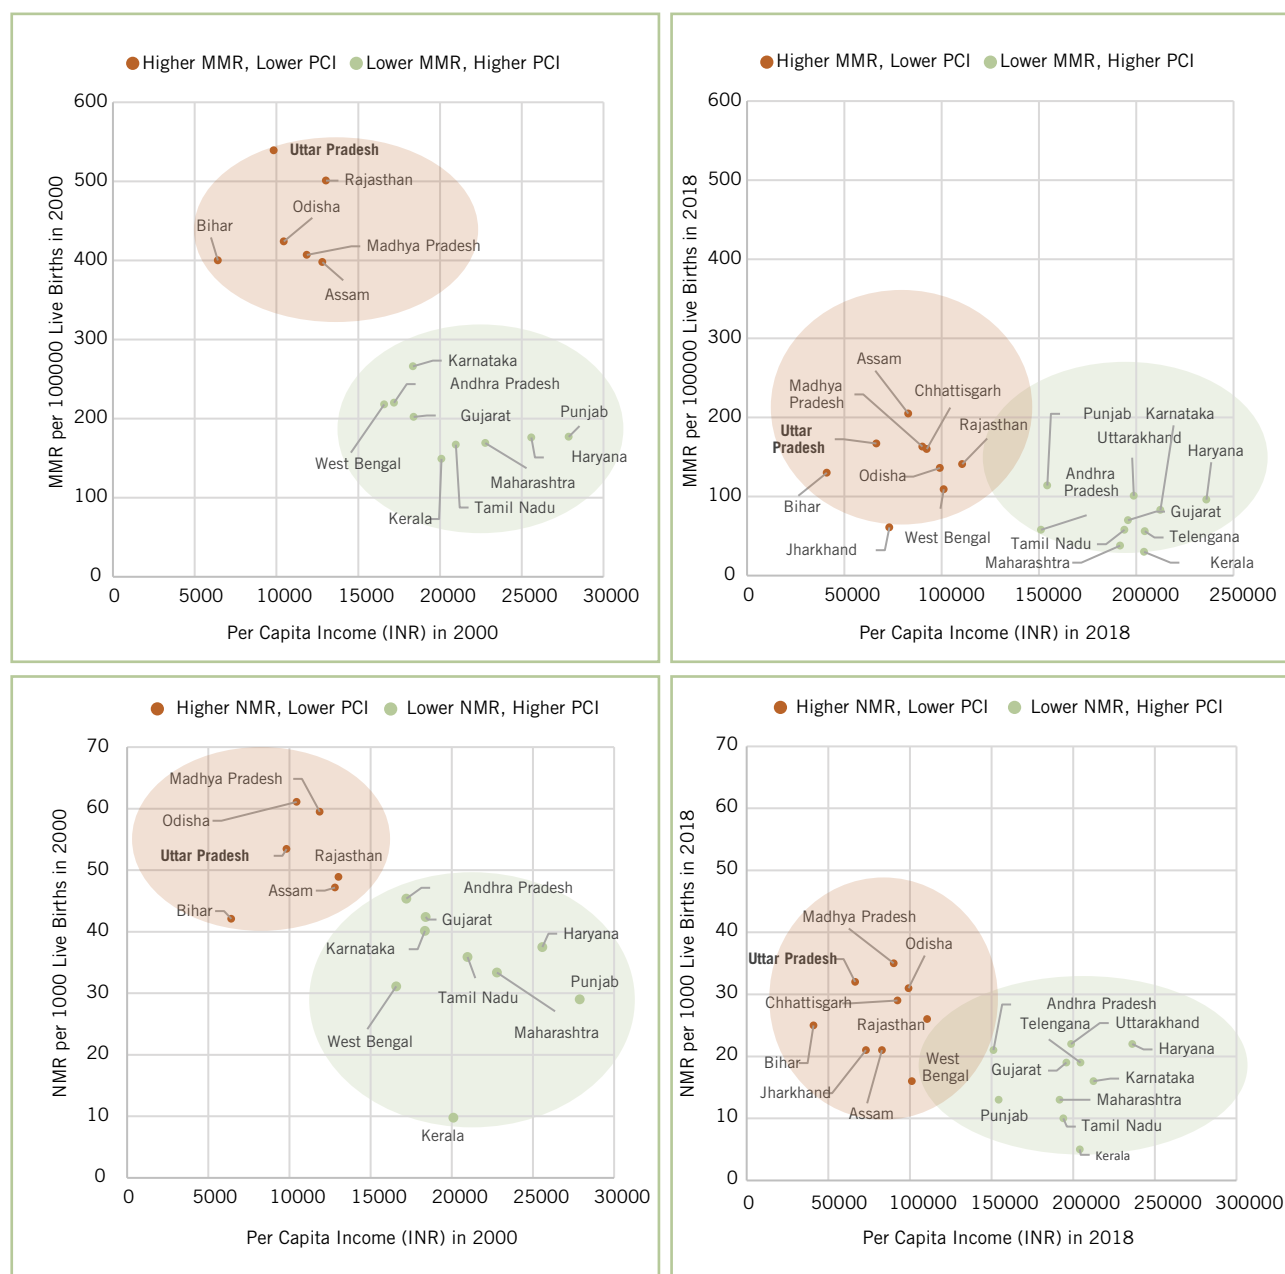 Higher MMR, Lower PCI Lower MMR, Higher PCI
600
500
400
300
200
100
0
MMR per 100000 Live Births in 2000
Uttar Pradesh
Rajasthan
Odisha
Bihar
Madhya Pradesh
Assam
Karnataka
Andhra Pradesh
Gujarat
Punjab
West Bengal
Haryana
Maharashtra
Kerala
Tamil Nadu
0 5000 10000 15000 20000 25000 30000
Per Capita Income (INR) in 2000
Higher MMR, Lower PCI Lower MMR, Higher PCI
600
500
400
300
200
100
0
MMR per 100000 Live Births in 2018
Assam
Madhya
Pradesh
Chhattisgarh
Uttar
Pradesh
Rajasthan
Odisha
Bihar
West Bengal
Jharkhand
Punjab Karnataka
Uttarakhand
Haryana
Andhra
Pradesh
Gujarat
Tamil Nadu
Telengana
Maharashtra
Kerala
0 50000 100000 150000 200000 250000
Per Capita Income (INR) in 2018
Higher NMR, Lower PCI Lower NMR, Higher PCI
70
60
50
40
30
20
10
0
NMR per 1000 Live Births in 2000
Madhya Pradesh
Odisha
Uttar Pradesh
Rajasthan
Assam
Bihar
Andhra Pradesh
Gujarat
Karnataka
Haryana
Tamil Nadu
Punjab
West Bengal
Maharashtra
Kerala
0 5000 10000 15000 20000 25000 30000
Per Capita Income (INR) in 2000
Higher NMR, Lower PCI Lower NMR, Higher PCI
70
60
50
40
30
20
10
0
NMR per 1000 Live Births in 2018
Madhya Pradesh
Odisha
Uttar Pradesh
Chhattisgarh
Rajasthan
Bihar
West
Bengal
Jharkhand
Assam
Andhra Pradesh
Telengana
Uttarakhand
Haryana
Gujarat
Karnataka
Maharashtra
Punjab
Tamil Nadu
Kerala
0 50000 100000 150000 200000 250000 300000
Per Capita Income (INR) in 2018